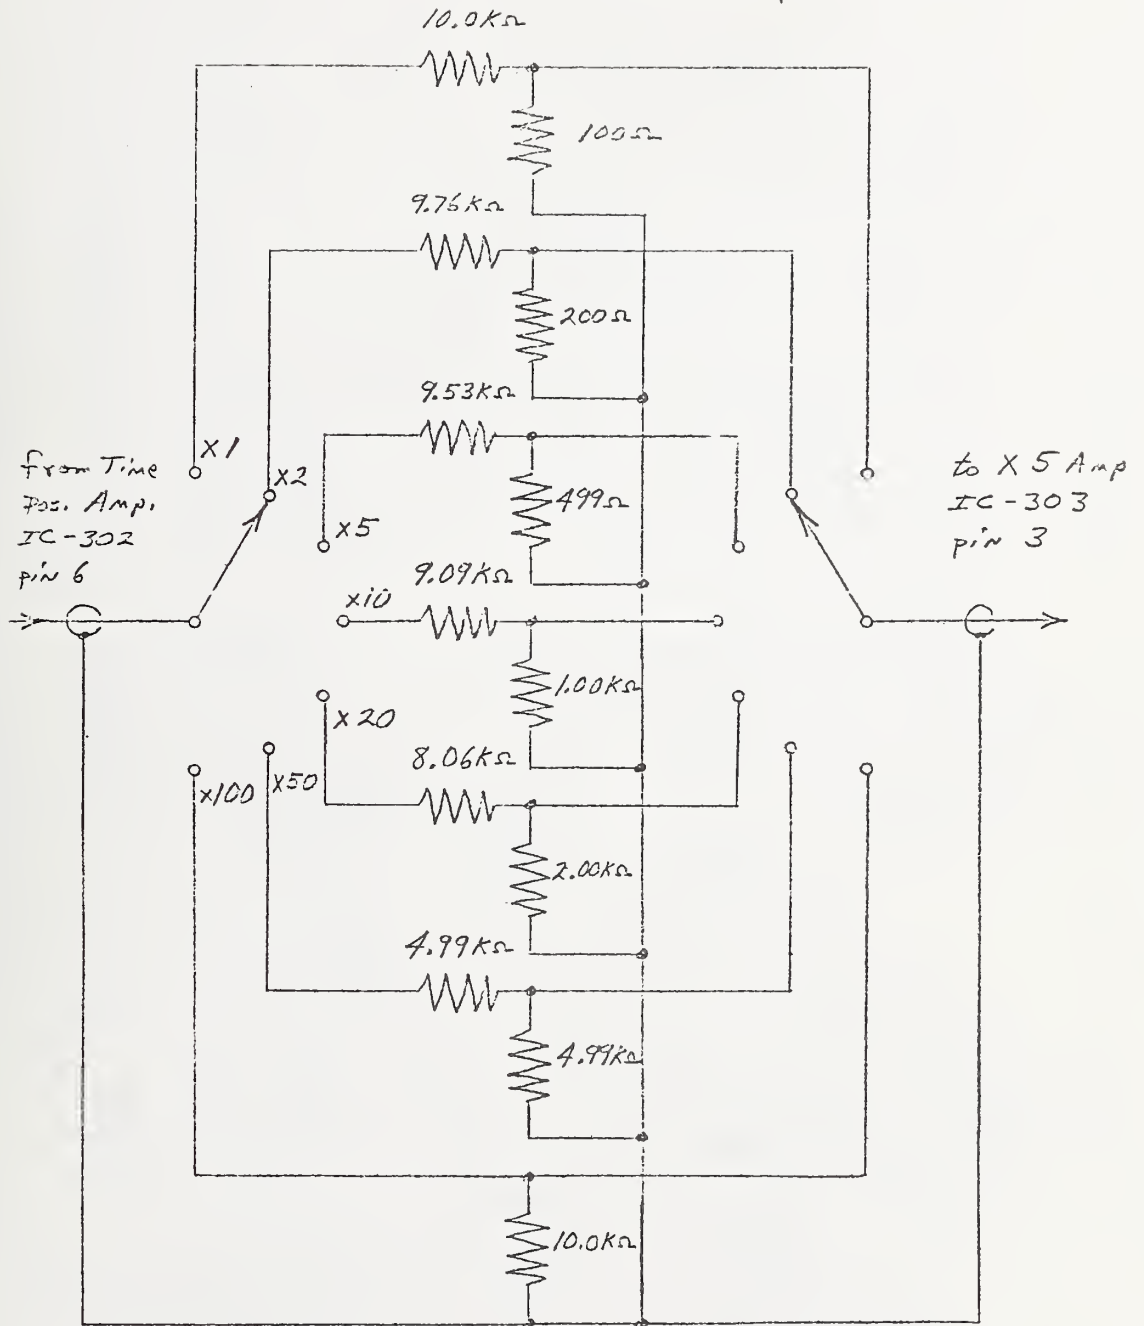 10.0KΩ
100Ω
9.76KΩ
200Ω
9.53KΩ
from Time
Pos. Amp.
IC-302
pin 6
X1
X2
X5
499Ω
to X 5 Amp
IC-303
pin 3
9.09KΩ
X10
1.00KΩ
X20
8.06KΩ
X100
X50
2.00KΩ
4.99KΩ
4.99KΩ
10.0KΩ